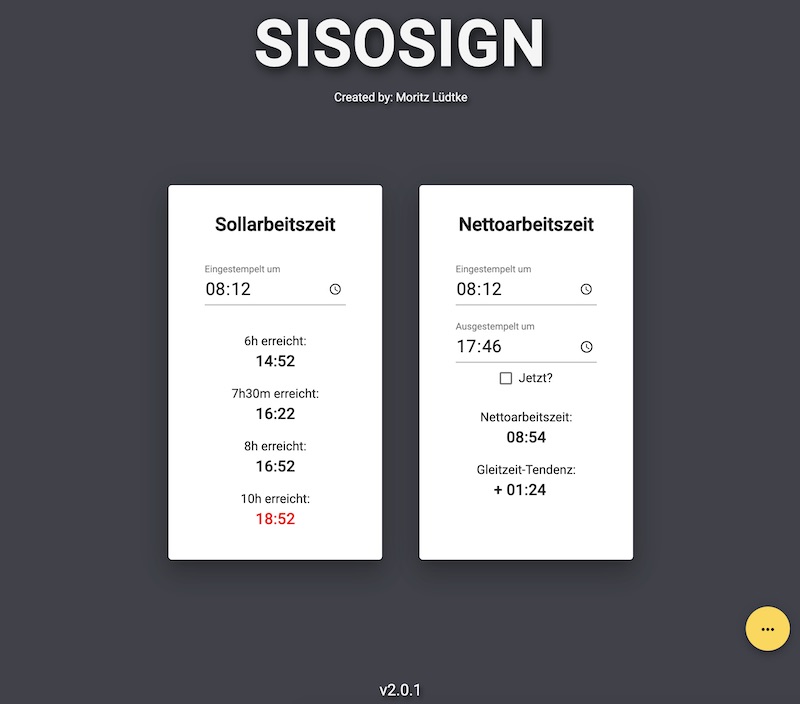 SISOSIGN
Created by: Moritz Lüdtke
Sollarbeitszeit
Eingestempelt um
08:12
6h erreicht:
14:52
7h30m erreicht:
16:22
8h erreicht:
16:52
10h erreicht:
18:52
Nettoarbeitszeit
Eingestempelt um
08:12
Ausgestempelt um
17:46
Jetzt?
Nettoarbeitszeit:
08:54
Gleitzeit-Tendenz:
+ 01:24
v2.0.1